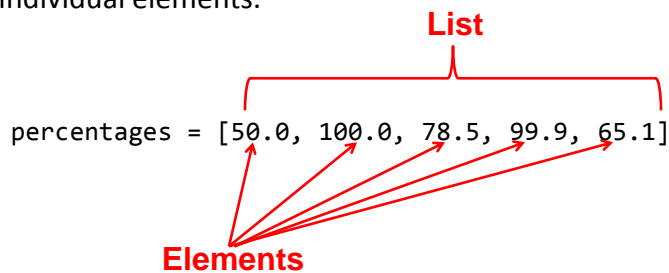 individual elements.
List
percentages = [50.0, 100.0, 78.5, 99.9, 65.1]
Elements